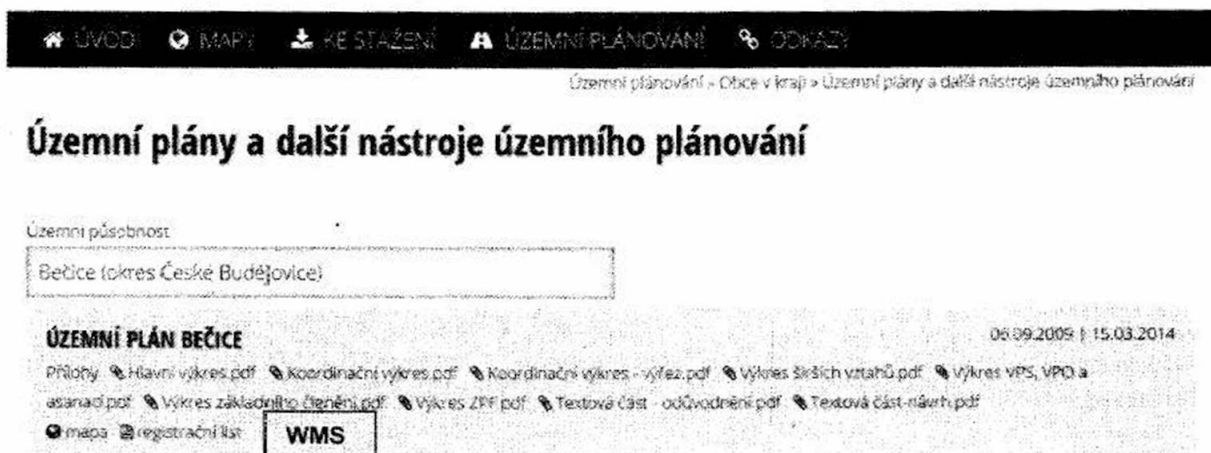 ÚVOD MAPY KE STAŽENÍ ÚZEMNÍ PLÁNOVÁNÍ ODKAZY
Územní plánování » Obce v kraji » Územní plány a další nástroje územního plánování
Územní plány a další nástroje územního plánování
Územní působnost
Bečice (okres České Budějovice)
ÚZEMNÍ PLÁN BEČICE 06.09.2009 | 15.03.2014
Přílohy Hlavní výkres.pdf Koordinační výkres.pdf Koordinační výkres - výřez.pdf Výkres širších vztahů.pdf Výkres VPS, VPO a
asanací.pdf Výkres základního členění.pdf Výkres ZPF.pdf Textová část - odůvodnění.pdf Textová část-návrh.pdf
mapa registrační list WMS